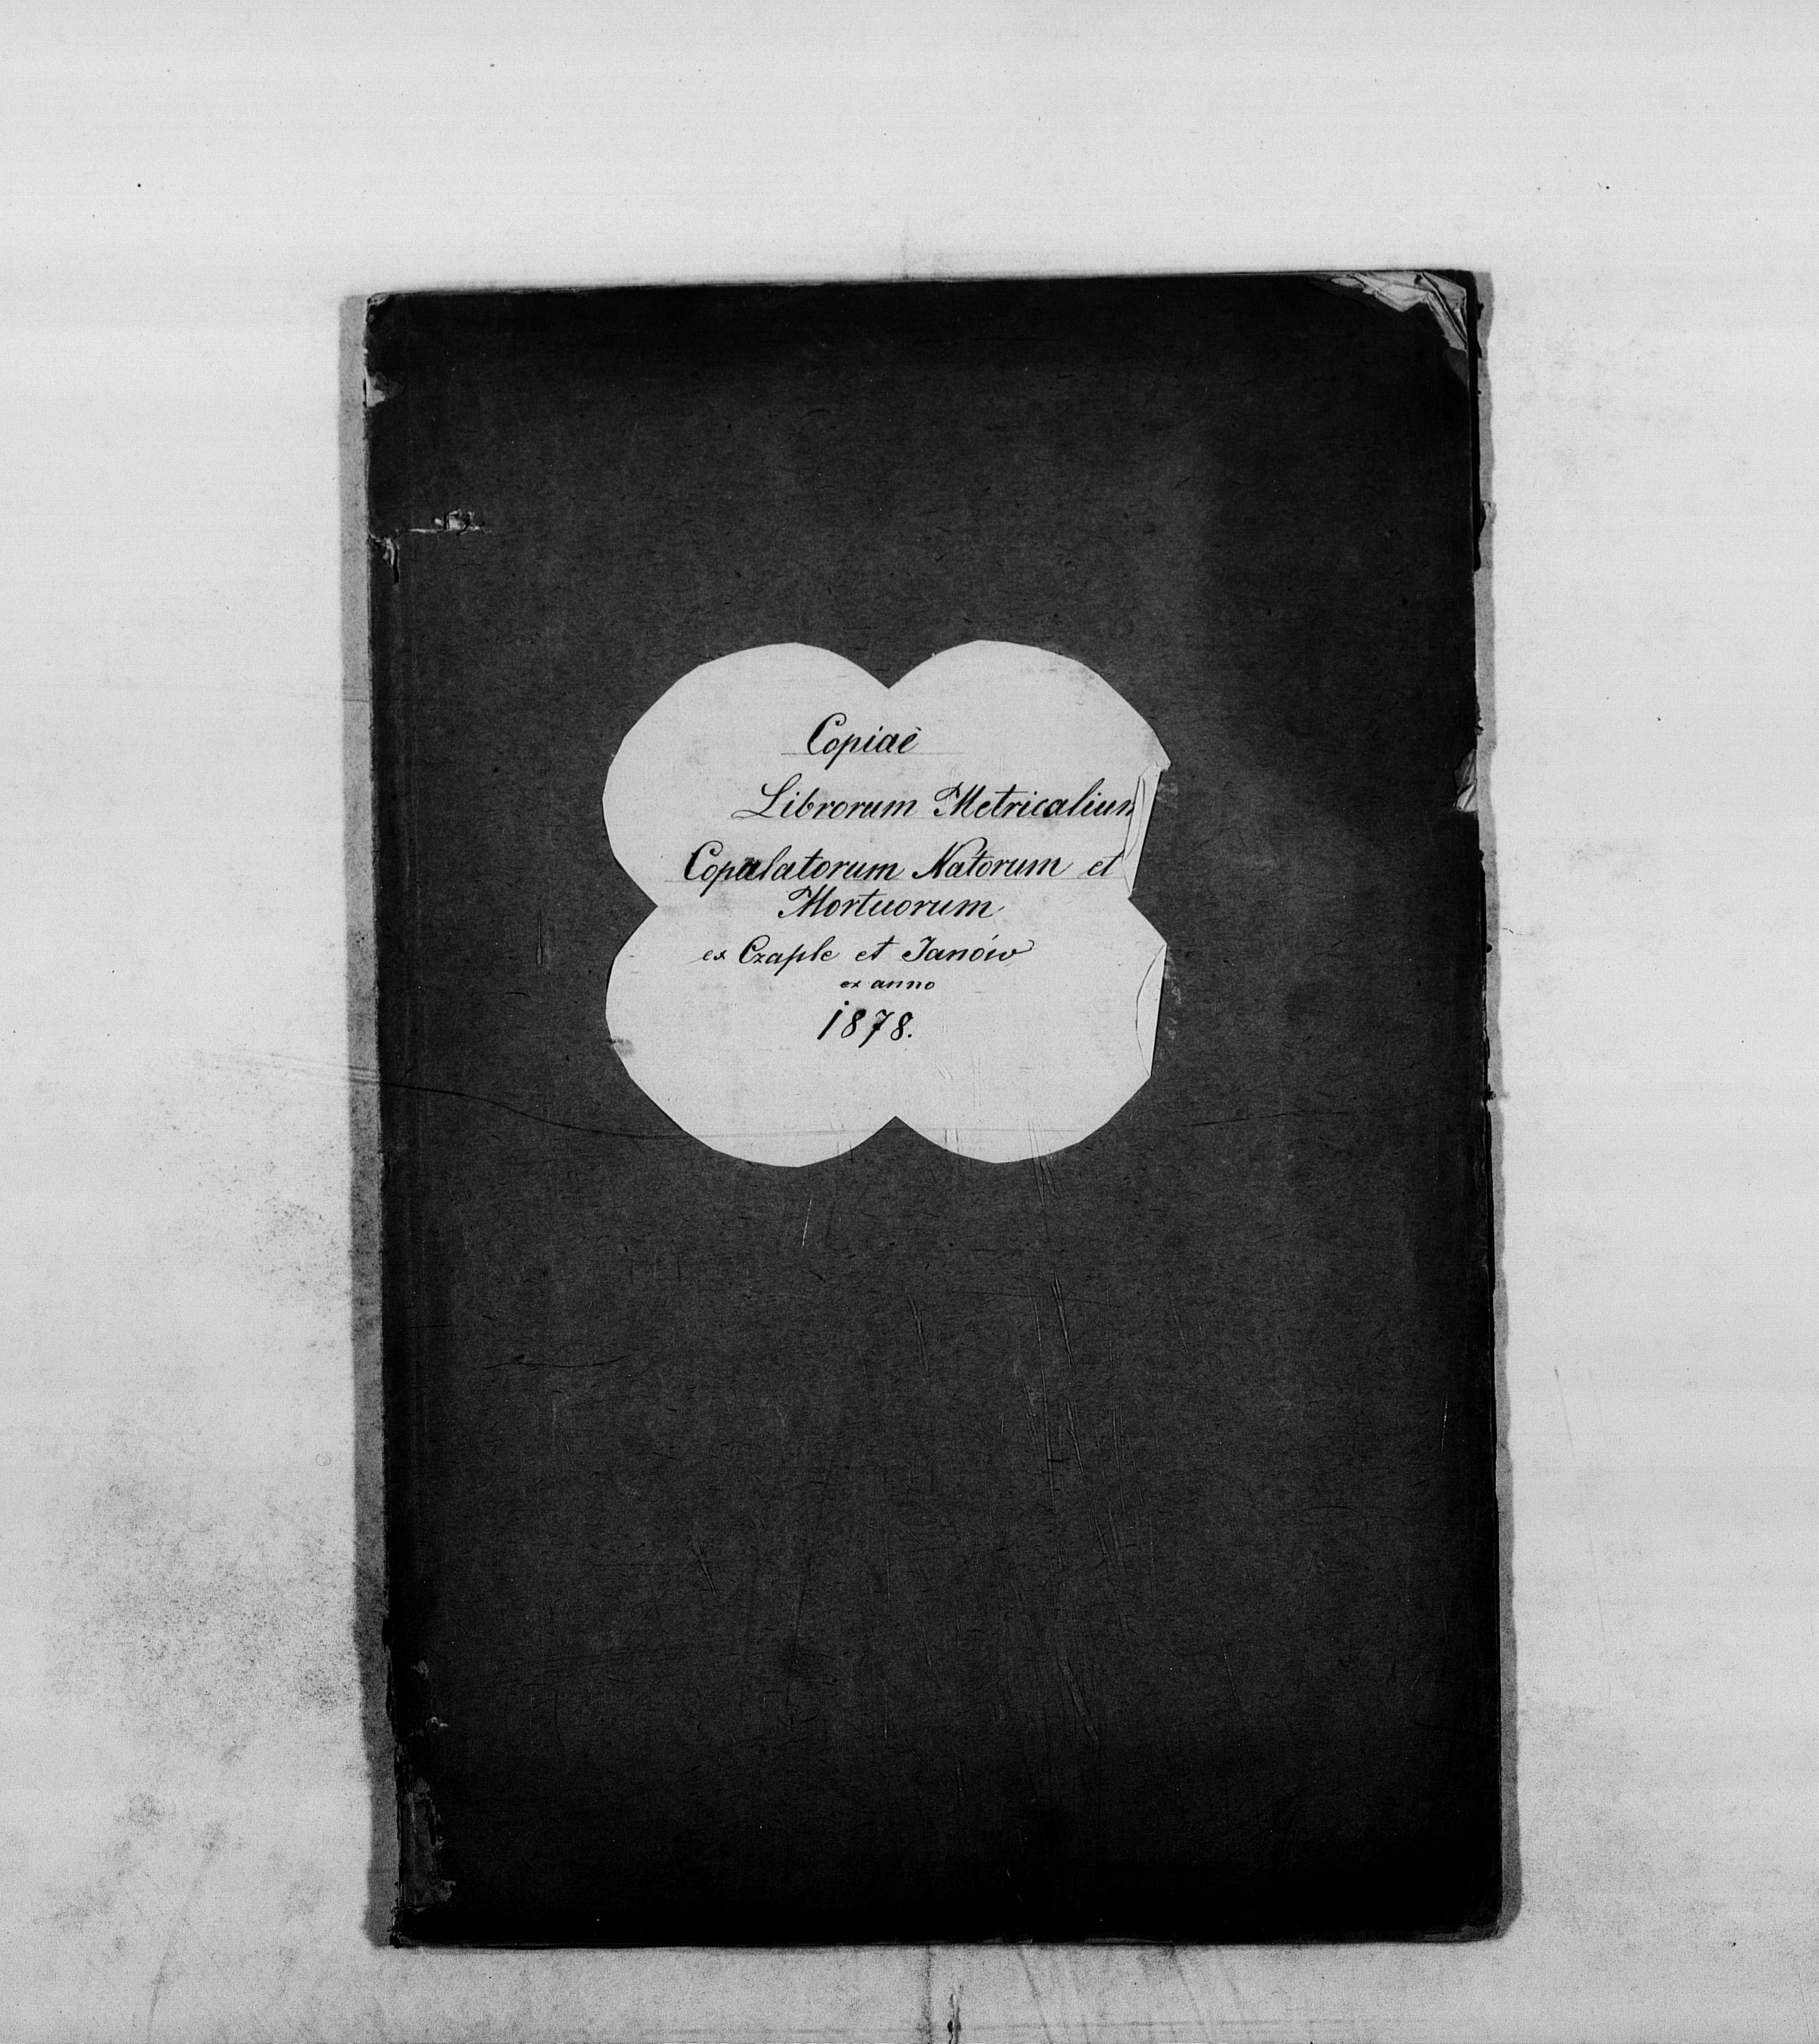 Copiae
Librorum Metricalium
Copulatorum Natorum et
Mortuorum
ex Czaple et Janów
ex anno
1878.